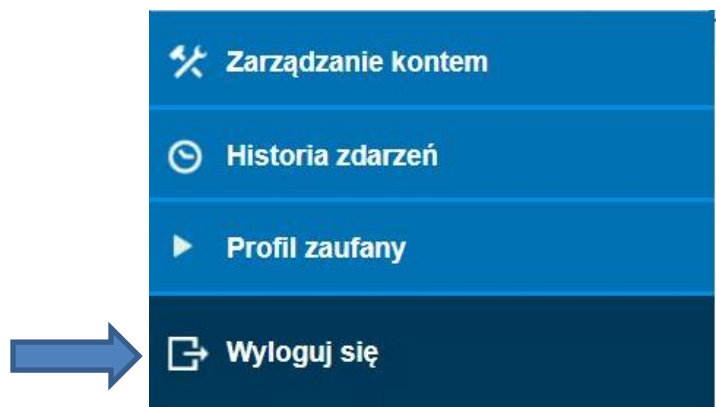 Zarządzanie kontem
Historia zdarzeń
Profil zaufany
Wyloguj się